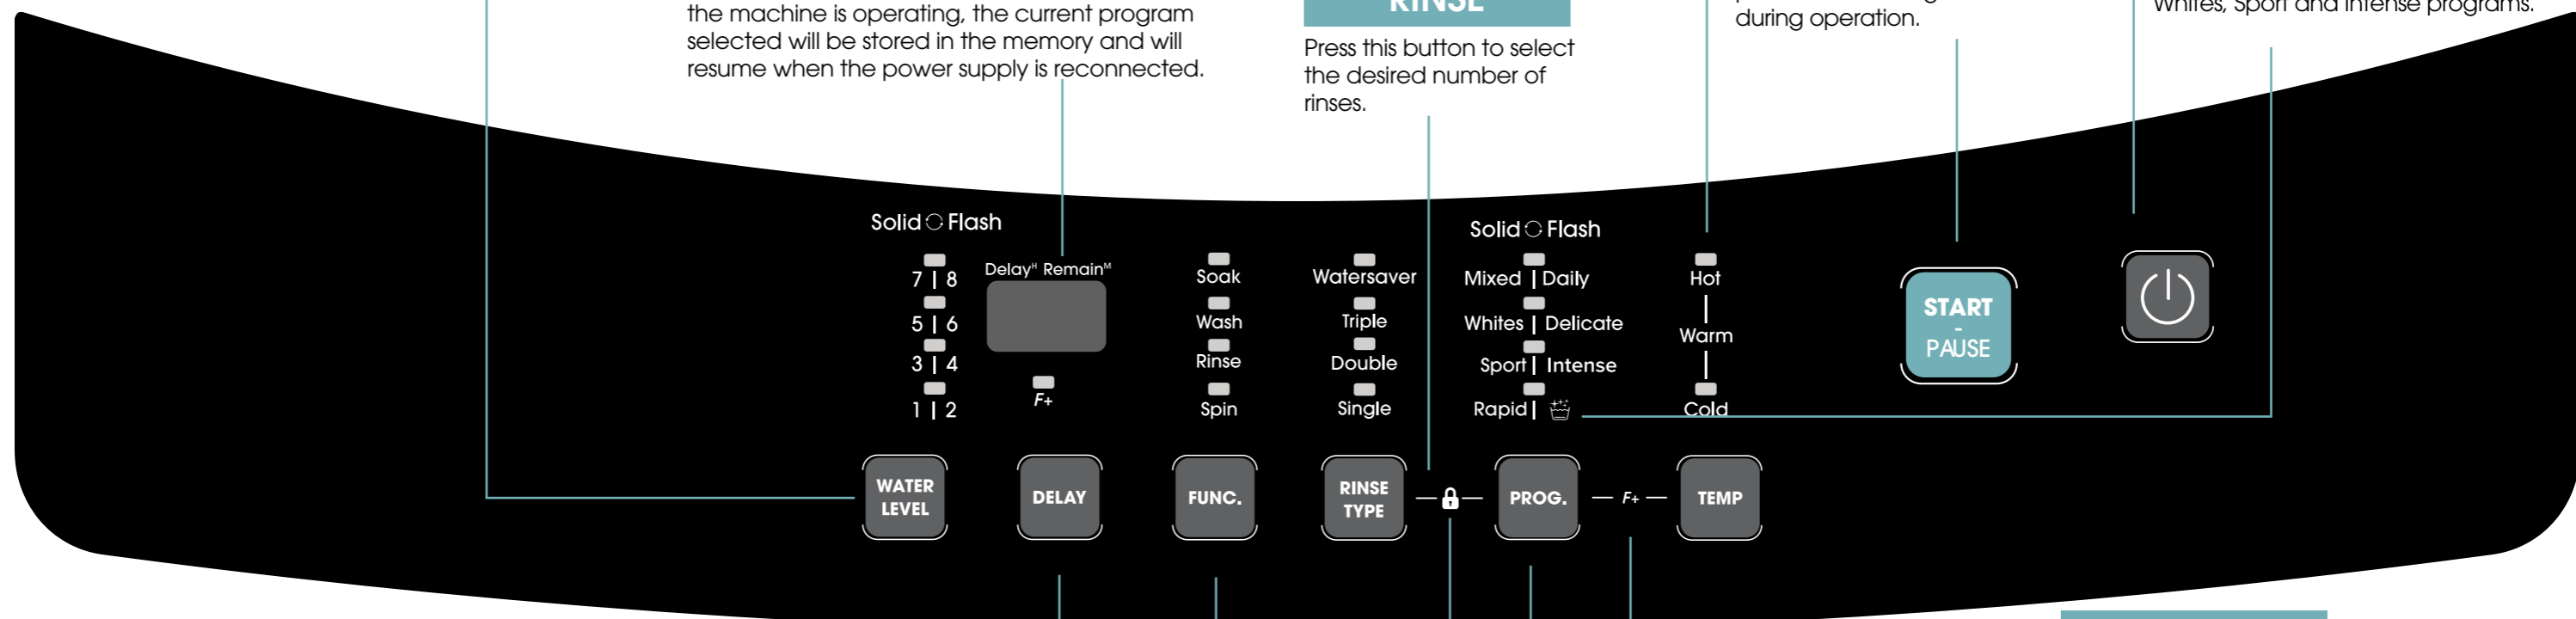 the machine is operating, the current program
selected will be stored in the memory and will
resume when the power supply is reconnected.
RINSE
Press this button to select
the desired number of
rinses.
during operation.
Whites, Sport and Intense programs.
Solid Flash
7 | 8
5 | 6
3 | 4
1 | 2
Delayᴴ Remainᴹ
F+
Soak
Wash
Rinse
Spin
Watersaver
Triple
Double
Single
Solid Flash
Mixed | Daily
Whites | Delicate
Sport | Intense
Rapid |
Hot
Warm
Cold
START
-
PAUSE
WATER
LEVEL
DELAY
FUNC.
RINSE
TYPE
PROG.
F+
TEMP